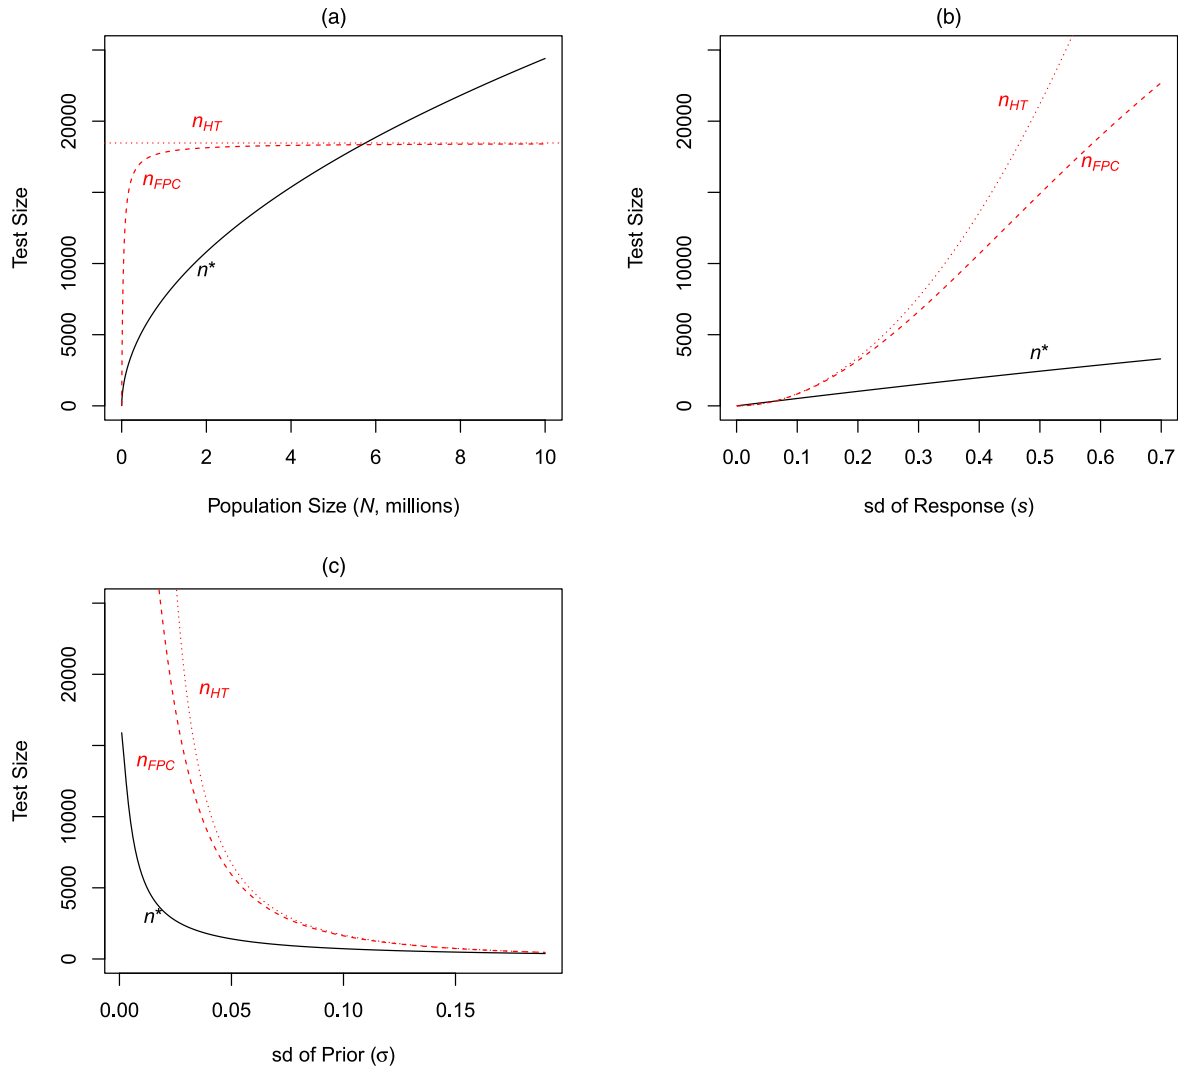 (a)
Test Size
0
5000
10000
20000
n_HT
n_FPC
n*
0 2 4 6 8 10
Population Size (N, millions)
(b)
Test Size
0
5000
10000
20000
n_HT
n_FPC
n*
0.0 0.1 0.2 0.3 0.4 0.5 0.6 0.7
sd of Response (s)
(c)
Test Size
0
5000
10000
20000
n_HT
n_FPC
n*
0.00 0.05 0.10 0.15
sd of Prior (σ)